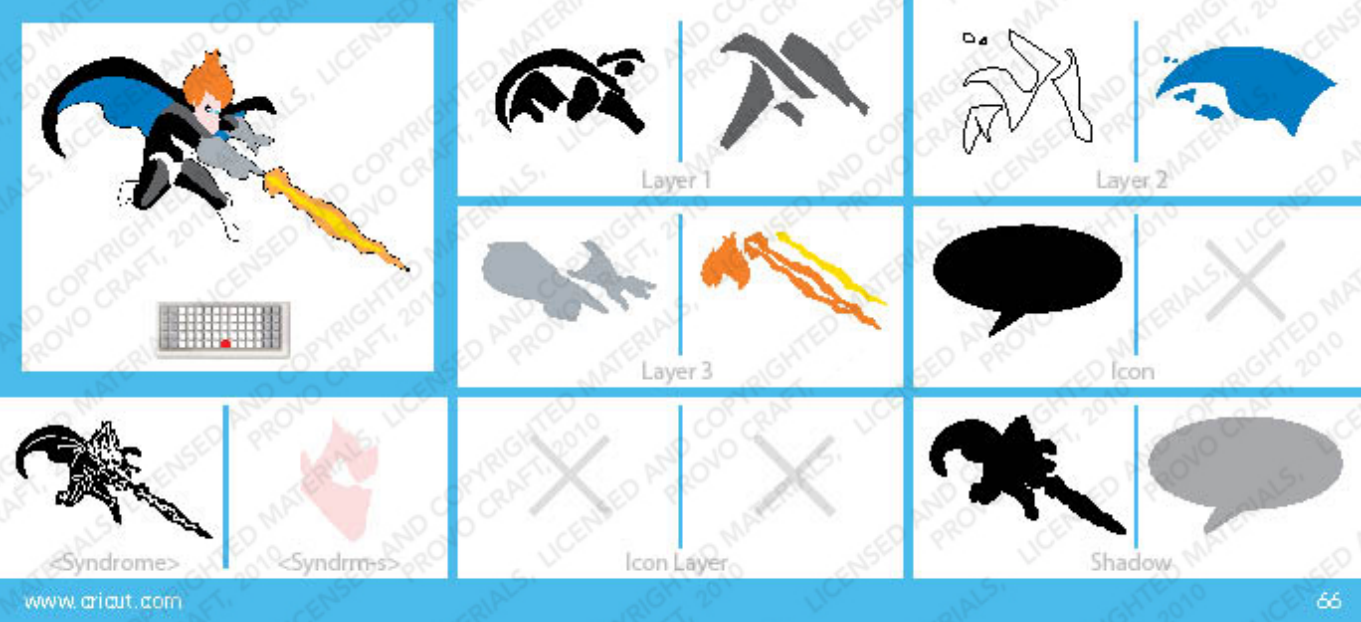 Layer 1
Layer 2
Layer 3
Icon
<Syndrome>
<Syndrm-s>
Icon Layer
Shadow
www.cricut.com
66
LICENSED AND COPYRIGHTED MATERIALS, PROVO CRAFT, 2010